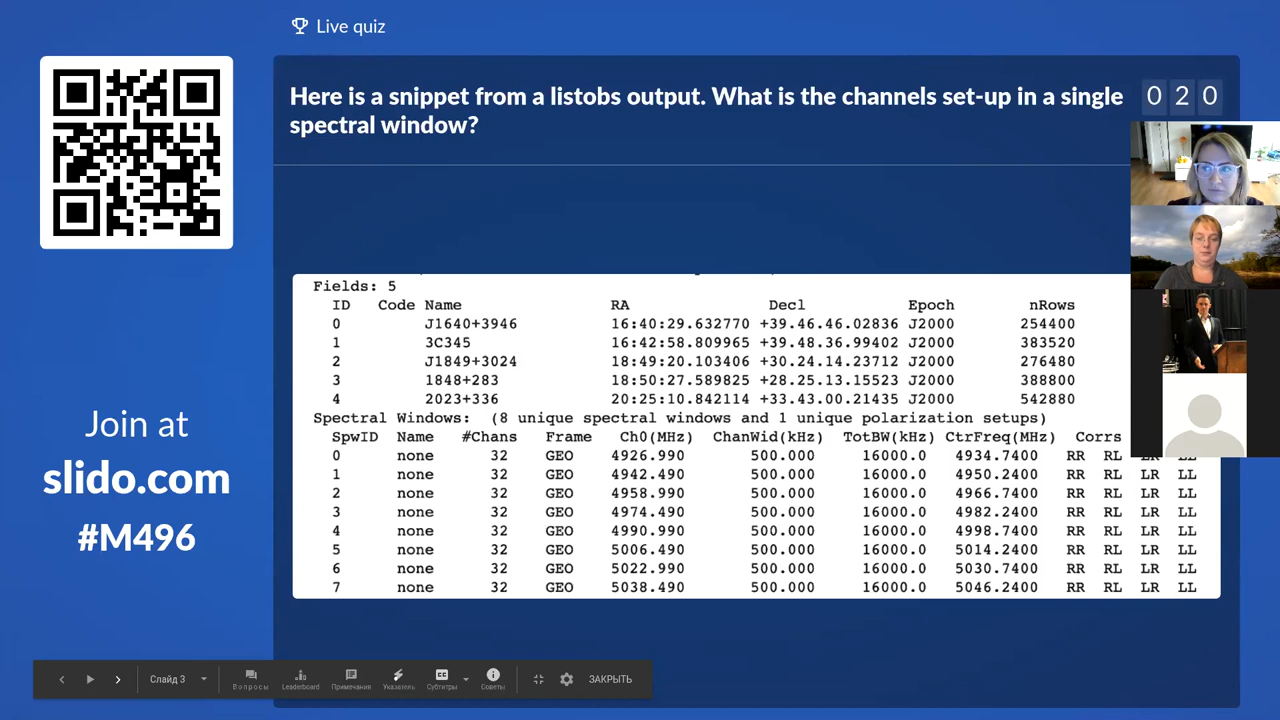 Live quiz
Here is a snippet from a listobs output. What is the channels set-up in a single
spectral window?
0 2 0
Fields: 5
ID Code Name RA Decl Epoch nRows
0 J1640+3946 16:40:29.632770 +39.46.46.02836 J2000 254400
1 3C345 16:42:58.809965 +39.48.36.99402 J2000 383520
2 J1849+3024 18:49:20.103406 +30.24.14.23712 J2000 276480
3 1848+283 18:50:27.589825 +28.25.13.15523 J2000 388800
4 2023+336 20:25:10.842114 +33.43.00.21435 J2000 542880
Spectral Windows: (8 unique spectral windows and 1 unique polarization setups)
SpwID Name #Chans Frame Ch0(MHz) ChanWid(kHz) TotBW(kHz) CtrFreq(MHz) Corrs
0 none 32 GEO 4926.990 500.000 16000.0 4934.7400 RR RL LR LL
1 none 32 GEO 4942.490 500.000 16000.0 4950.2400 RR RL LR LL
2 none 32 GEO 4958.990 500.000 16000.0 4966.7400 RR RL LR LL
3 none 32 GEO 4974.490 500.000 16000.0 4982.2400 RR RL LR LL
4 none 32 GEO 4990.990 500.000 16000.0 4998.7400 RR RL LR LL
5 none 32 GEO 5006.490 500.000 16000.0 5014.2400 RR RL LR LL
6 none 32 GEO 5022.990 500.000 16000.0 5030.7400 RR RL LR LL
7 none 32 GEO 5038.490 500.000 16000.0 5046.2400 RR RL LR LL
Join at
slido.com
#M496
Слайд 3
Вопросы
Leaderboard
Примечания
Указатель
Субтитры
Советы
ЗАКРЫТЬ